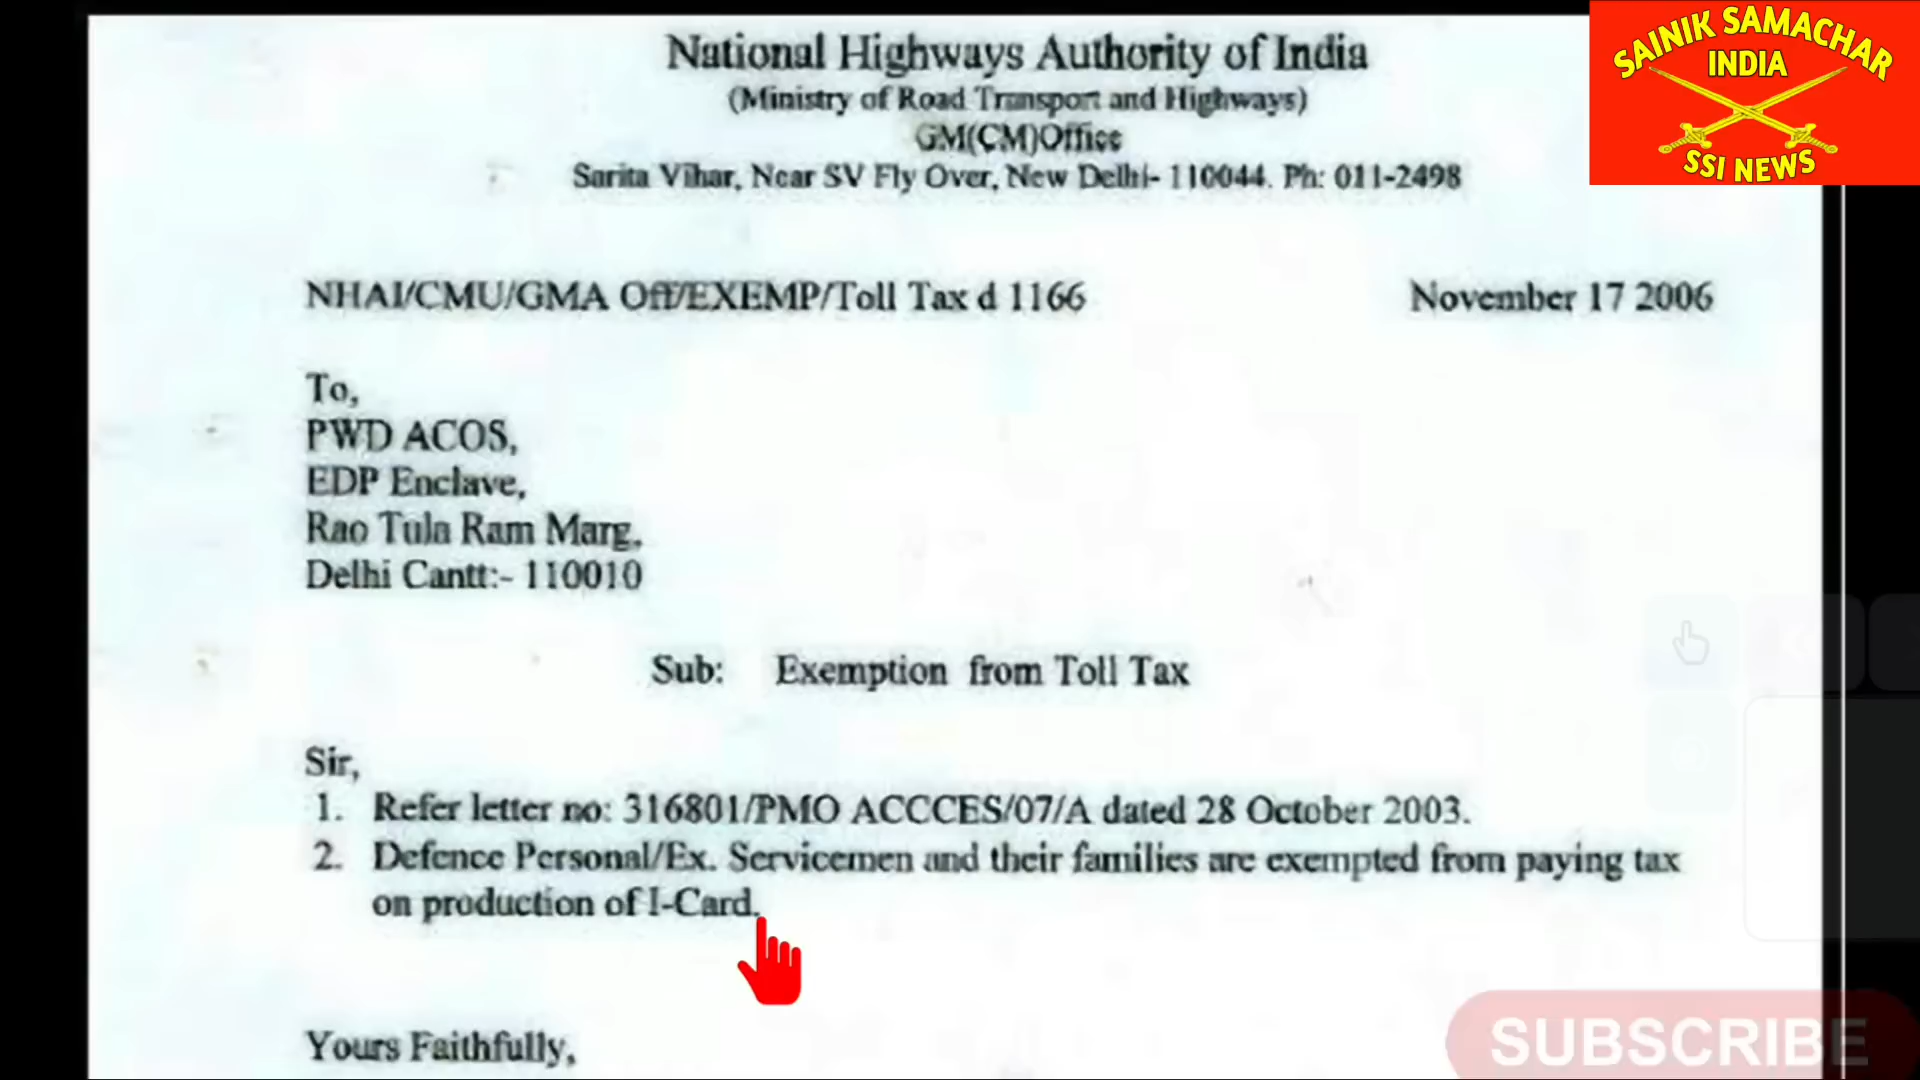 National Highways Authority of India
(Ministry of Road Transport and Highways)
GM(CM)Office
Sarita Vihar, Near SV Fly Over, New Delhi- 110044. Ph: 011-2498
SAINIK SAMACHAR
INDIA
SSI NEWS
NHAI/CMU/GMA Off/EXEMP/Toll Tax d 1166
November 17 2006
To,
PWD ACOS,
EDP Enclave,
Rao Tula Ram Marg,
Delhi Cantt:- 110010
Sub: Exemption from Toll Tax
Sir,
1. Refer letter no: 316801/PMO ACCCES/07/A dated 28 October 2003.
2. Defence Personal/Ex. Servicemen and their families are exempted from paying tax
on production of I-Card.
Yours Faithfully,
SUBSCRIBE